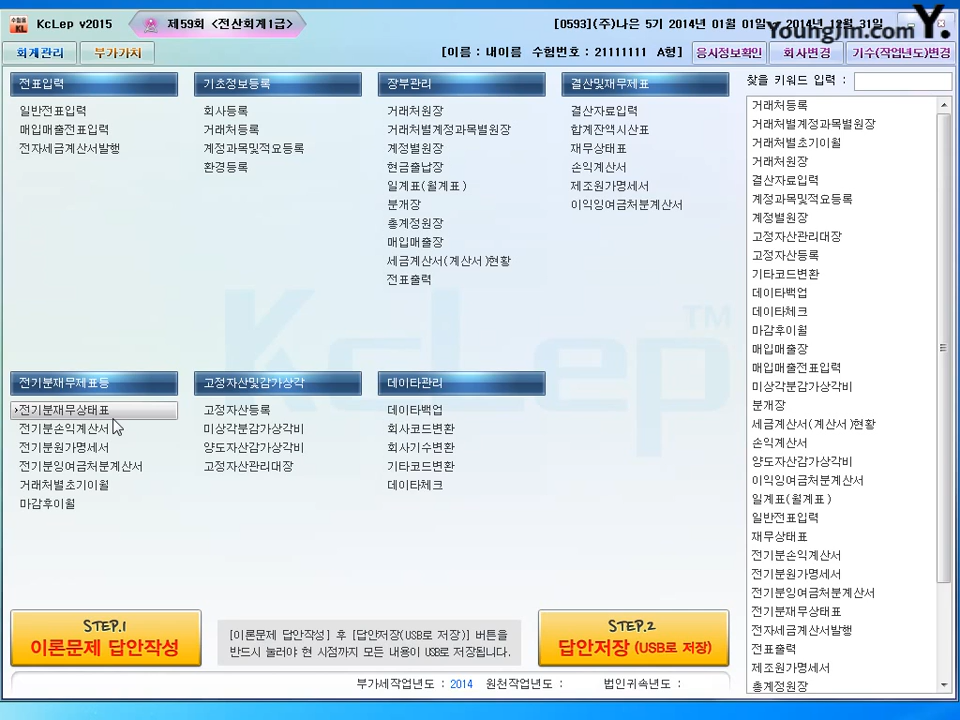 KcLep v2015
제59회 <전산회계1급>
[0593](주)나은 5기 2014년 01월 01일 ~ 2014년 12월 31일
YoungJim.com Y.
회계관리
부가가치
[이름 : 내이름 수험번호 : 21111111 A형]
응시정보확인
회사변경
기수(작업년도)변경
전표입력
일반전표입력
매입매출전표입력
전자세금계산서발행
기초정보등록
회사등록
거래처등록
계정과목및적요등록
환경등록
장부관리
거래처원장
거래처별계정과목별원장
계정별원장
현금출납장
일계표(월계표)
분개장
총계정원장
매입매출장
세금계산서(계산서)현황
전표출력
결산및재무제표
결산자료입력
합계잔액시산표
재무상태표
손익계산서
제조원가명세서
이익잉여금처분계산서
전기분재무제표등
전기분재무상태표
전기분손익계산서
전기분원가명세서
전기분잉여금처분계산서
거래처별초기이월
마감후이월
고정자산및감가상각
고정자산등록
미상각분감가상각비
양도자산감가상각비
고정자산관리대장
데이타관리
데이타백업
회사코드변환
회사기수변환
기타코드변환
데이타체크
찾을 키워드 입력 :
거래처등록
거래처별계정과목별원장
거래처별초기이월
거래처원장
결산자료입력
계정과목및적요등록
계정별원장
고정자산관리대장
고정자산등록
기타코드변환
데이타백업
데이타체크
마감후이월
매입매출장
매입매출전표입력
미상각분감가상각비
분개장
세금계산서(계산서)현황
손익계산서
양도자산감가상각비
이익잉여금처분계산서
일계표(월계표)
일반전표입력
재무상태표
전기분손익계산서
전기분원가명세서
전기분잉여금처분계산서
전기분재무상태표
전자세금계산서발행
전표출력
제조원가명세서
총계정원장
KcLep TM
STEP.1
이론문제 답안작성
[이론문제 답안작성] 후 [답안저장(USB로 저장)] 버튼을
반드시 눌러야 현 시점까지 모든 내용이 USB로 저장됩니다.
STEP.2
답안저장 (USB로 저장)
부가세작업년도 : 2014 원천작업년도 : 법인귀속년도 :